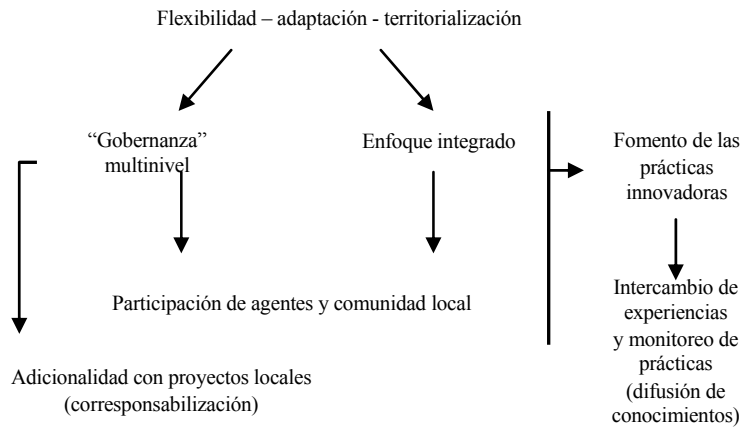 Flexibilidad – adaptación - territorialización
“Gobernanza”
multinivel
Enfoque integrado
Fomento de las
prácticas
innovadoras
Participación de agentes y comunidad local
Intercambio de
experiencias
y monitoreo de
prácticas
(difusión de
conocimientos)
Adicionalidad con proyectos locales
(corresponsabilización)